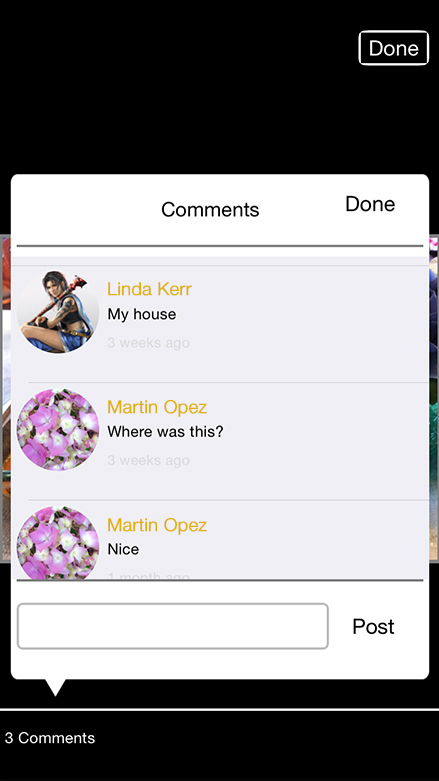 Done
Comments
Done
Linda Kerr
My house
3 weeks ago
Martin Opez
Where was this?
3 weeks ago
Martin Opez
Nice
1 month ago
Post
3 Comments